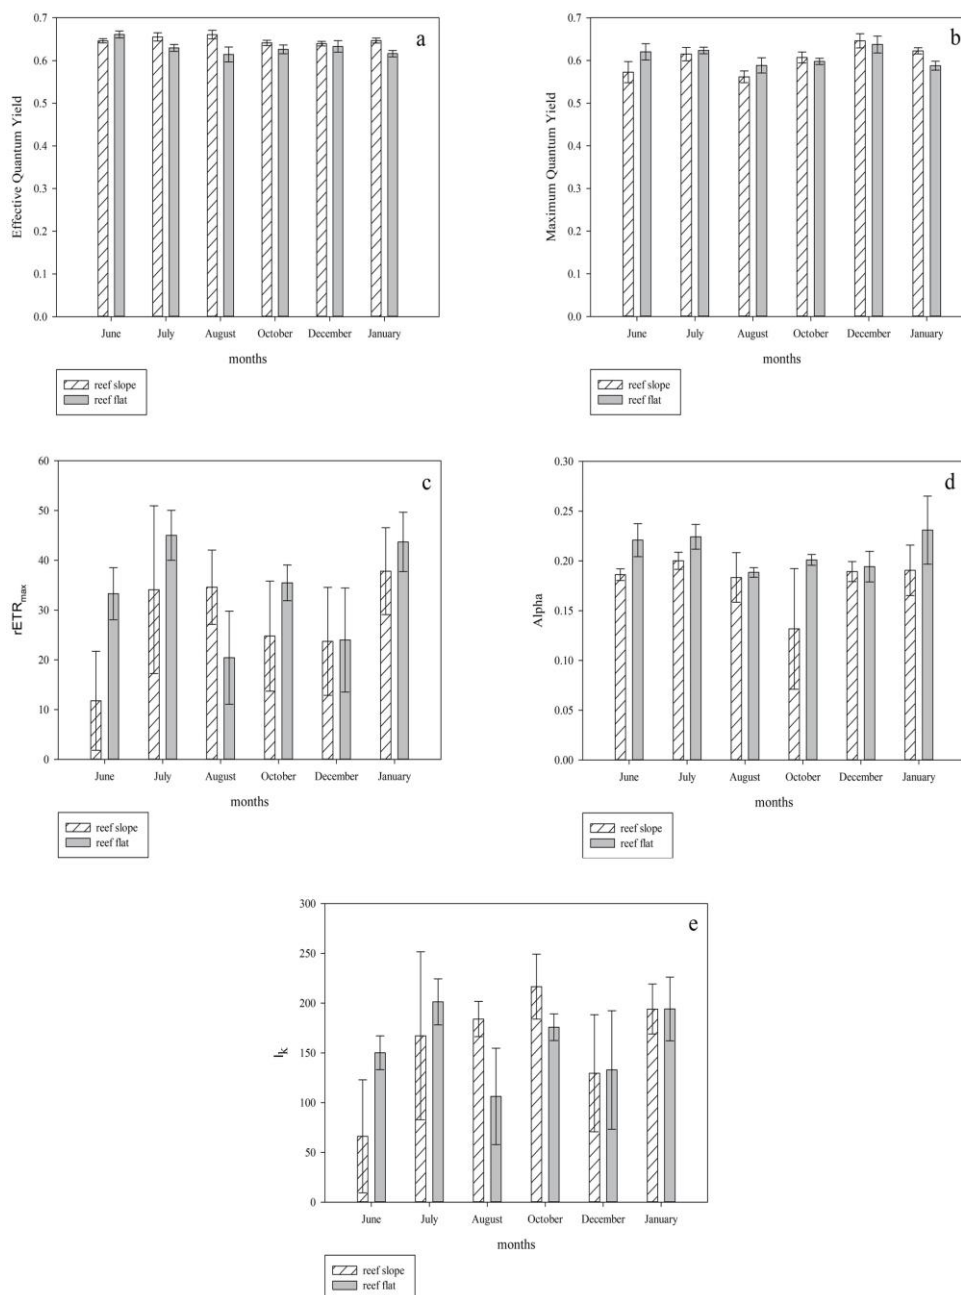 a
0.7
0.6
0.5
0.4
0.3
0.2
0.1
0.0
Effective Quantum Yield
June July August October December January
months
reef slope
reef flat
b
0.7
0.6
0.5
0.4
0.3
0.2
0.1
0.0
Maximum Quantum Yield
June July August October December January
months
reef slope
reef flat
c
60
50
40
30
20
10
0
rETRmax
June July August October December January
months
reef slope
reef flat
d
0.30
0.25
0.20
0.15
0.10
0.05
0.00
Alpha
June July August October December January
months
reef slope
reef flat
e
300
250
200
150
100
50
0
Ik
June July August October December January
months
reef slope
reef flat